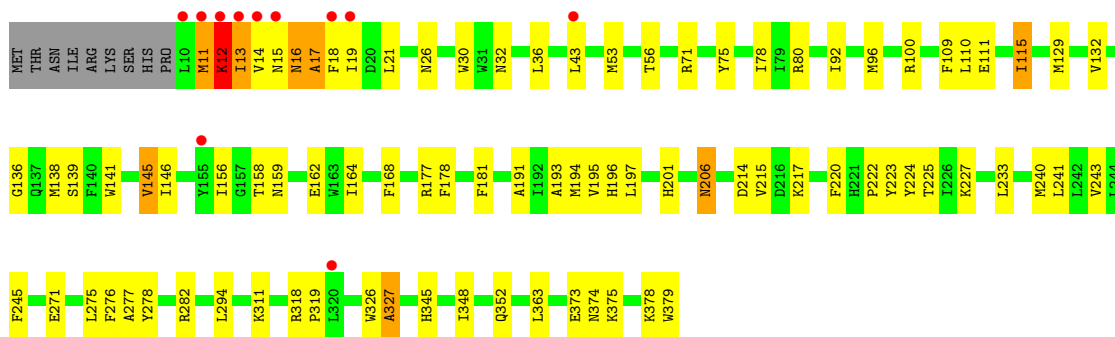 MET THR ASN ILE ARG LYS SER HIS PRO L10 M11 K12 I13 V14 N15 N16 A17 F18 I19 D20 L21 N26 W30 W31 N32 L36 L43 M53 T56 R71 Y75 I78 I79 R80 I92 M96 R100 F109 L110 E111 I115 M129 V132
G136 Q137 M138 S139 F140 W141 V145 I146 Y155 I156 G157 T158 N159 E162 W163 I164 F168 R177 F178 F181 A191 I192 A193 M194 V195 H196 L197 H201 N206 D214 V215 D216 K217 F220 H221 P222 Y223 Y224 T225 I226 K227 L233 M240 L241 L242 V243 L244
F245 E271 L275 F276 A277 Y278 R282 L294 K311 R318 P319 L320 W326 A327 H345 I348 Q352 L363 E373 N374 K375 K378 W379